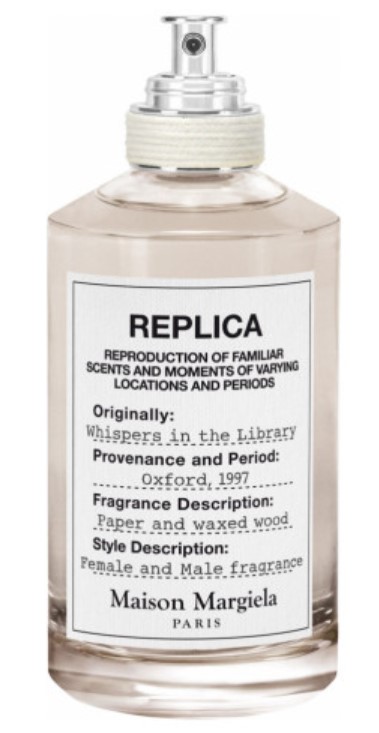 REPLICA
REPRODUCTION OF FAMILIAR
SCENTS AND MOMENTS OF VARYING
LOCATIONS AND PERIODS
Originally:
Whispers in the Library
Provenance and Period:
Oxford, 1997
Fragrance Description:
Paper and waxed wood
Style Description:
Female and Male fragrance
Maison Margiela
PARIS